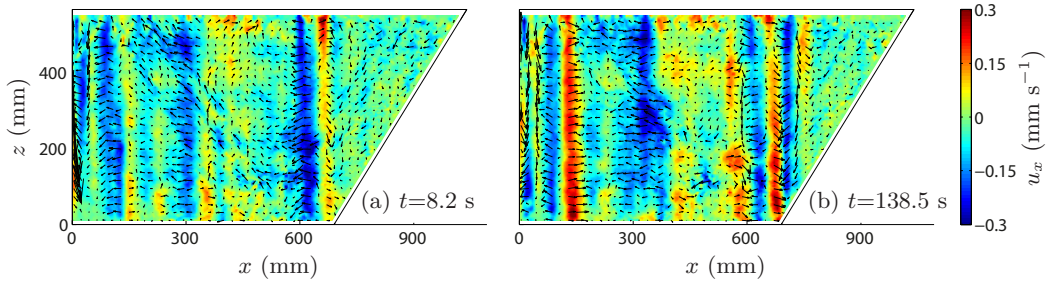 z (mm)
400
200
0
0 300 600 900
x (mm)
(a) t=8.2 s
0 300 600 900
x (mm)
(b) t=138.5 s
0.3
0.15
0
−0.15
−0.3
u_x (mm s⁻¹)